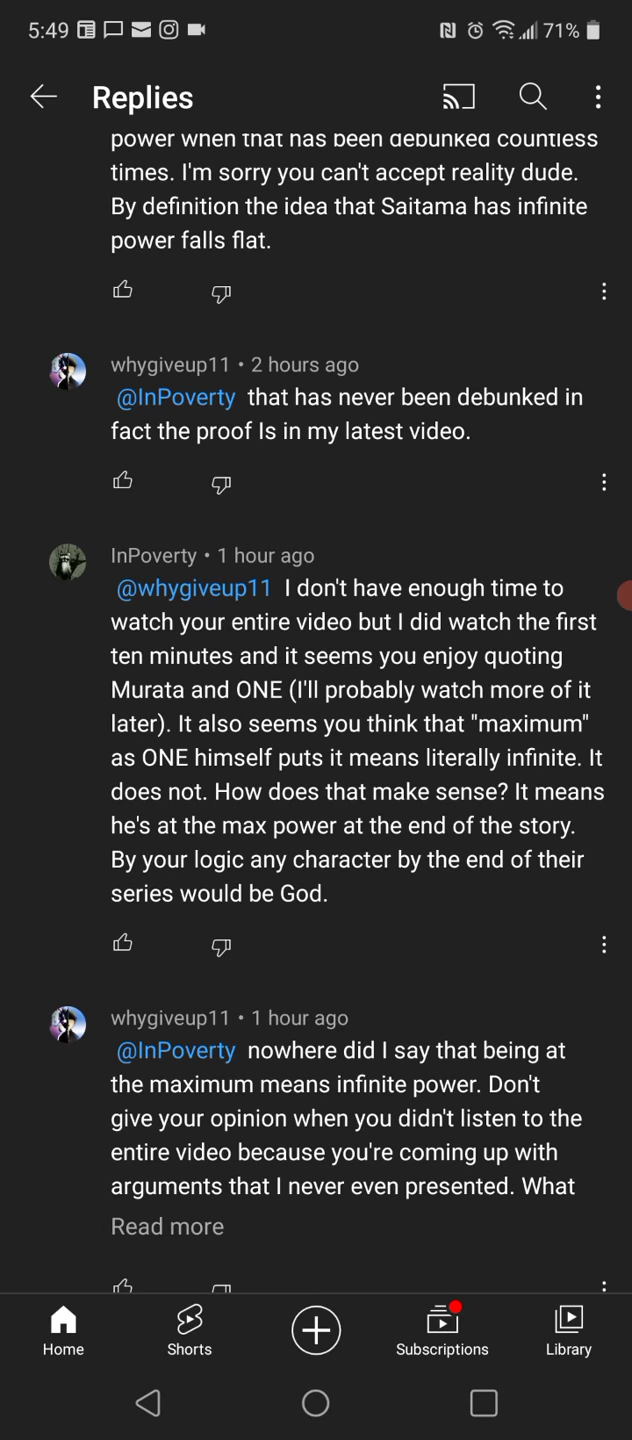 5:49
71%
Replies
power when that has been debunked countless
times. I'm sorry you can't accept reality dude.
By definition the idea that Saitama has infinite
power falls flat.
whygiveup11 • 2 hours ago
@InPoverty that has never been debunked in
fact the proof Is in my latest video.
InPoverty • 1 hour ago
@whygiveup11 I don't have enough time to
watch your entire video but I did watch the first
ten minutes and it seems you enjoy quoting
Murata and ONE (I'll probably watch more of it
later). It also seems you think that "maximum"
as ONE himself puts it means literally infinite. It
does not. How does that make sense? It means
he's at the max power at the end of the story.
By your logic any character by the end of their
series would be God.
whygiveup11 • 1 hour ago
@InPoverty nowhere did I say that being at
the maximum means infinite power. Don't
give your opinion when you didn't listen to the
entire video because you're coming up with
arguments that I never even presented. What
Read more
Home
Shorts
Subscriptions
Library